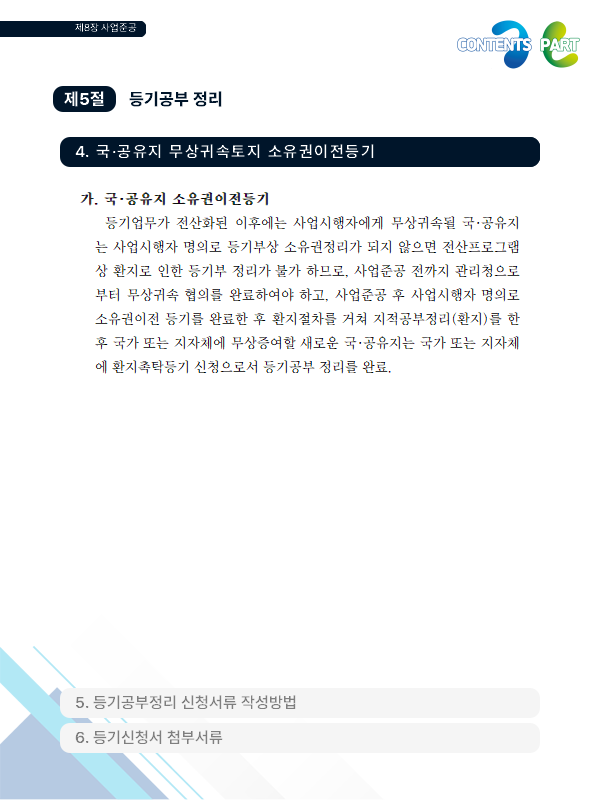 제8장 사업준공
CONTENTS PART
제5절 등기공부 정리
4. 국·공유지 무상귀속토지 소유권이전등기
가. 국·공유지 소유권이전등기
등기업무가 전산화된 이후에는 사업시행자에게 무상귀속될 국·공유지
는 사업시행자 명의로 등기부상 소유권정리가 되지 않으면 전산프로그램
상 환지로 인한 등기부 정리가 불가 하므로, 사업준공 전까지 관리청으로
부터 무상귀속 협의를 완료하여야 하고, 사업준공 후 사업시행자 명의로
소유권이전 등기를 완료한 후 환지절차를 거쳐 지적공부정리(환지)를 한
후 국가 또는 지자체에 무상증여할 새로운 국·공유지는 국가 또는 지자체
에 환지촉탁등기 신청으로서 등기공부 정리를 완료.
5. 등기공부정리 신청서류 작성방법
6. 등기신청서 첨부서류